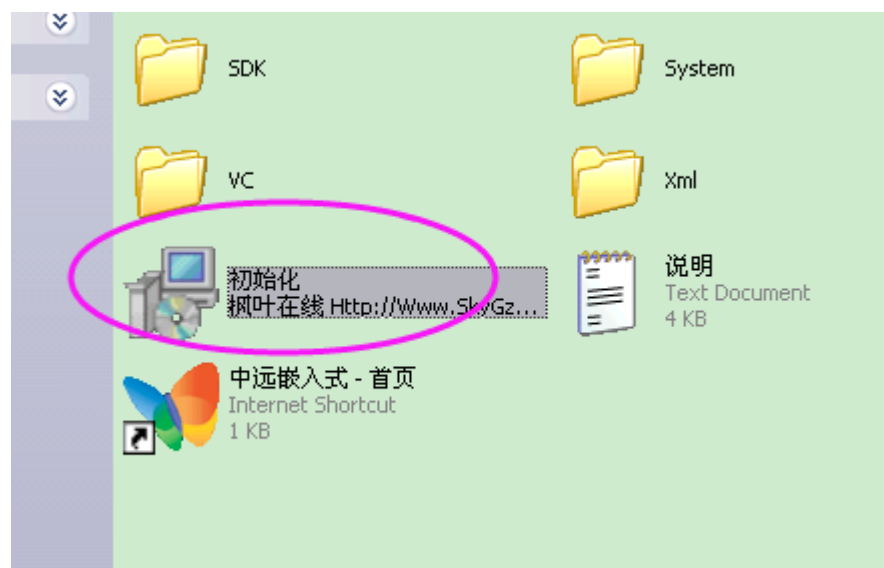 SDK
System
VC
Xml
初始化
枫叶在线 Http://Www.SkyGz...
说明
Text Document
4 KB
中远嵌入式 - 首页
Internet Shortcut
1 KB